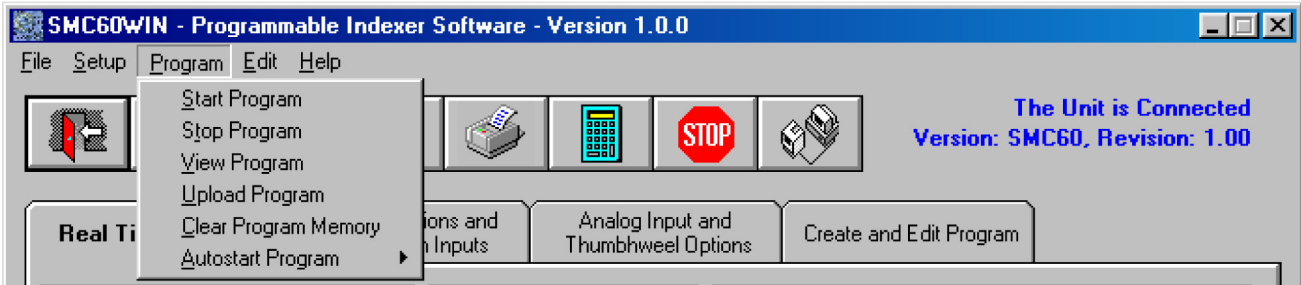 SMC60WIN - Programmable Indexer Software - Version 1.0.0
File Setup Program Edit Help
Start Program
Stop Program
View Program
Upload Program
Clear Program Memory
Autostart Program
STOP
The Unit is Connected
Version: SMC60, Revision: 1.00
Real Ti
ions and
Inputs
Analog Input and
Thumbhweel Options
Create and Edit Program